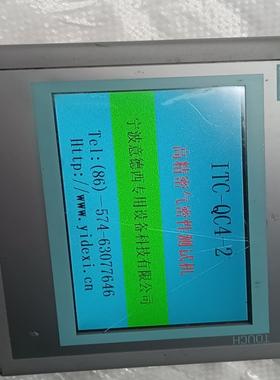 ITC-QC4-2
高精密气密性测试机
宁波意德西专用设备科技有限公司
Tel:(86)-574-63077646
Http://www.yidexi.cn
TOUCH